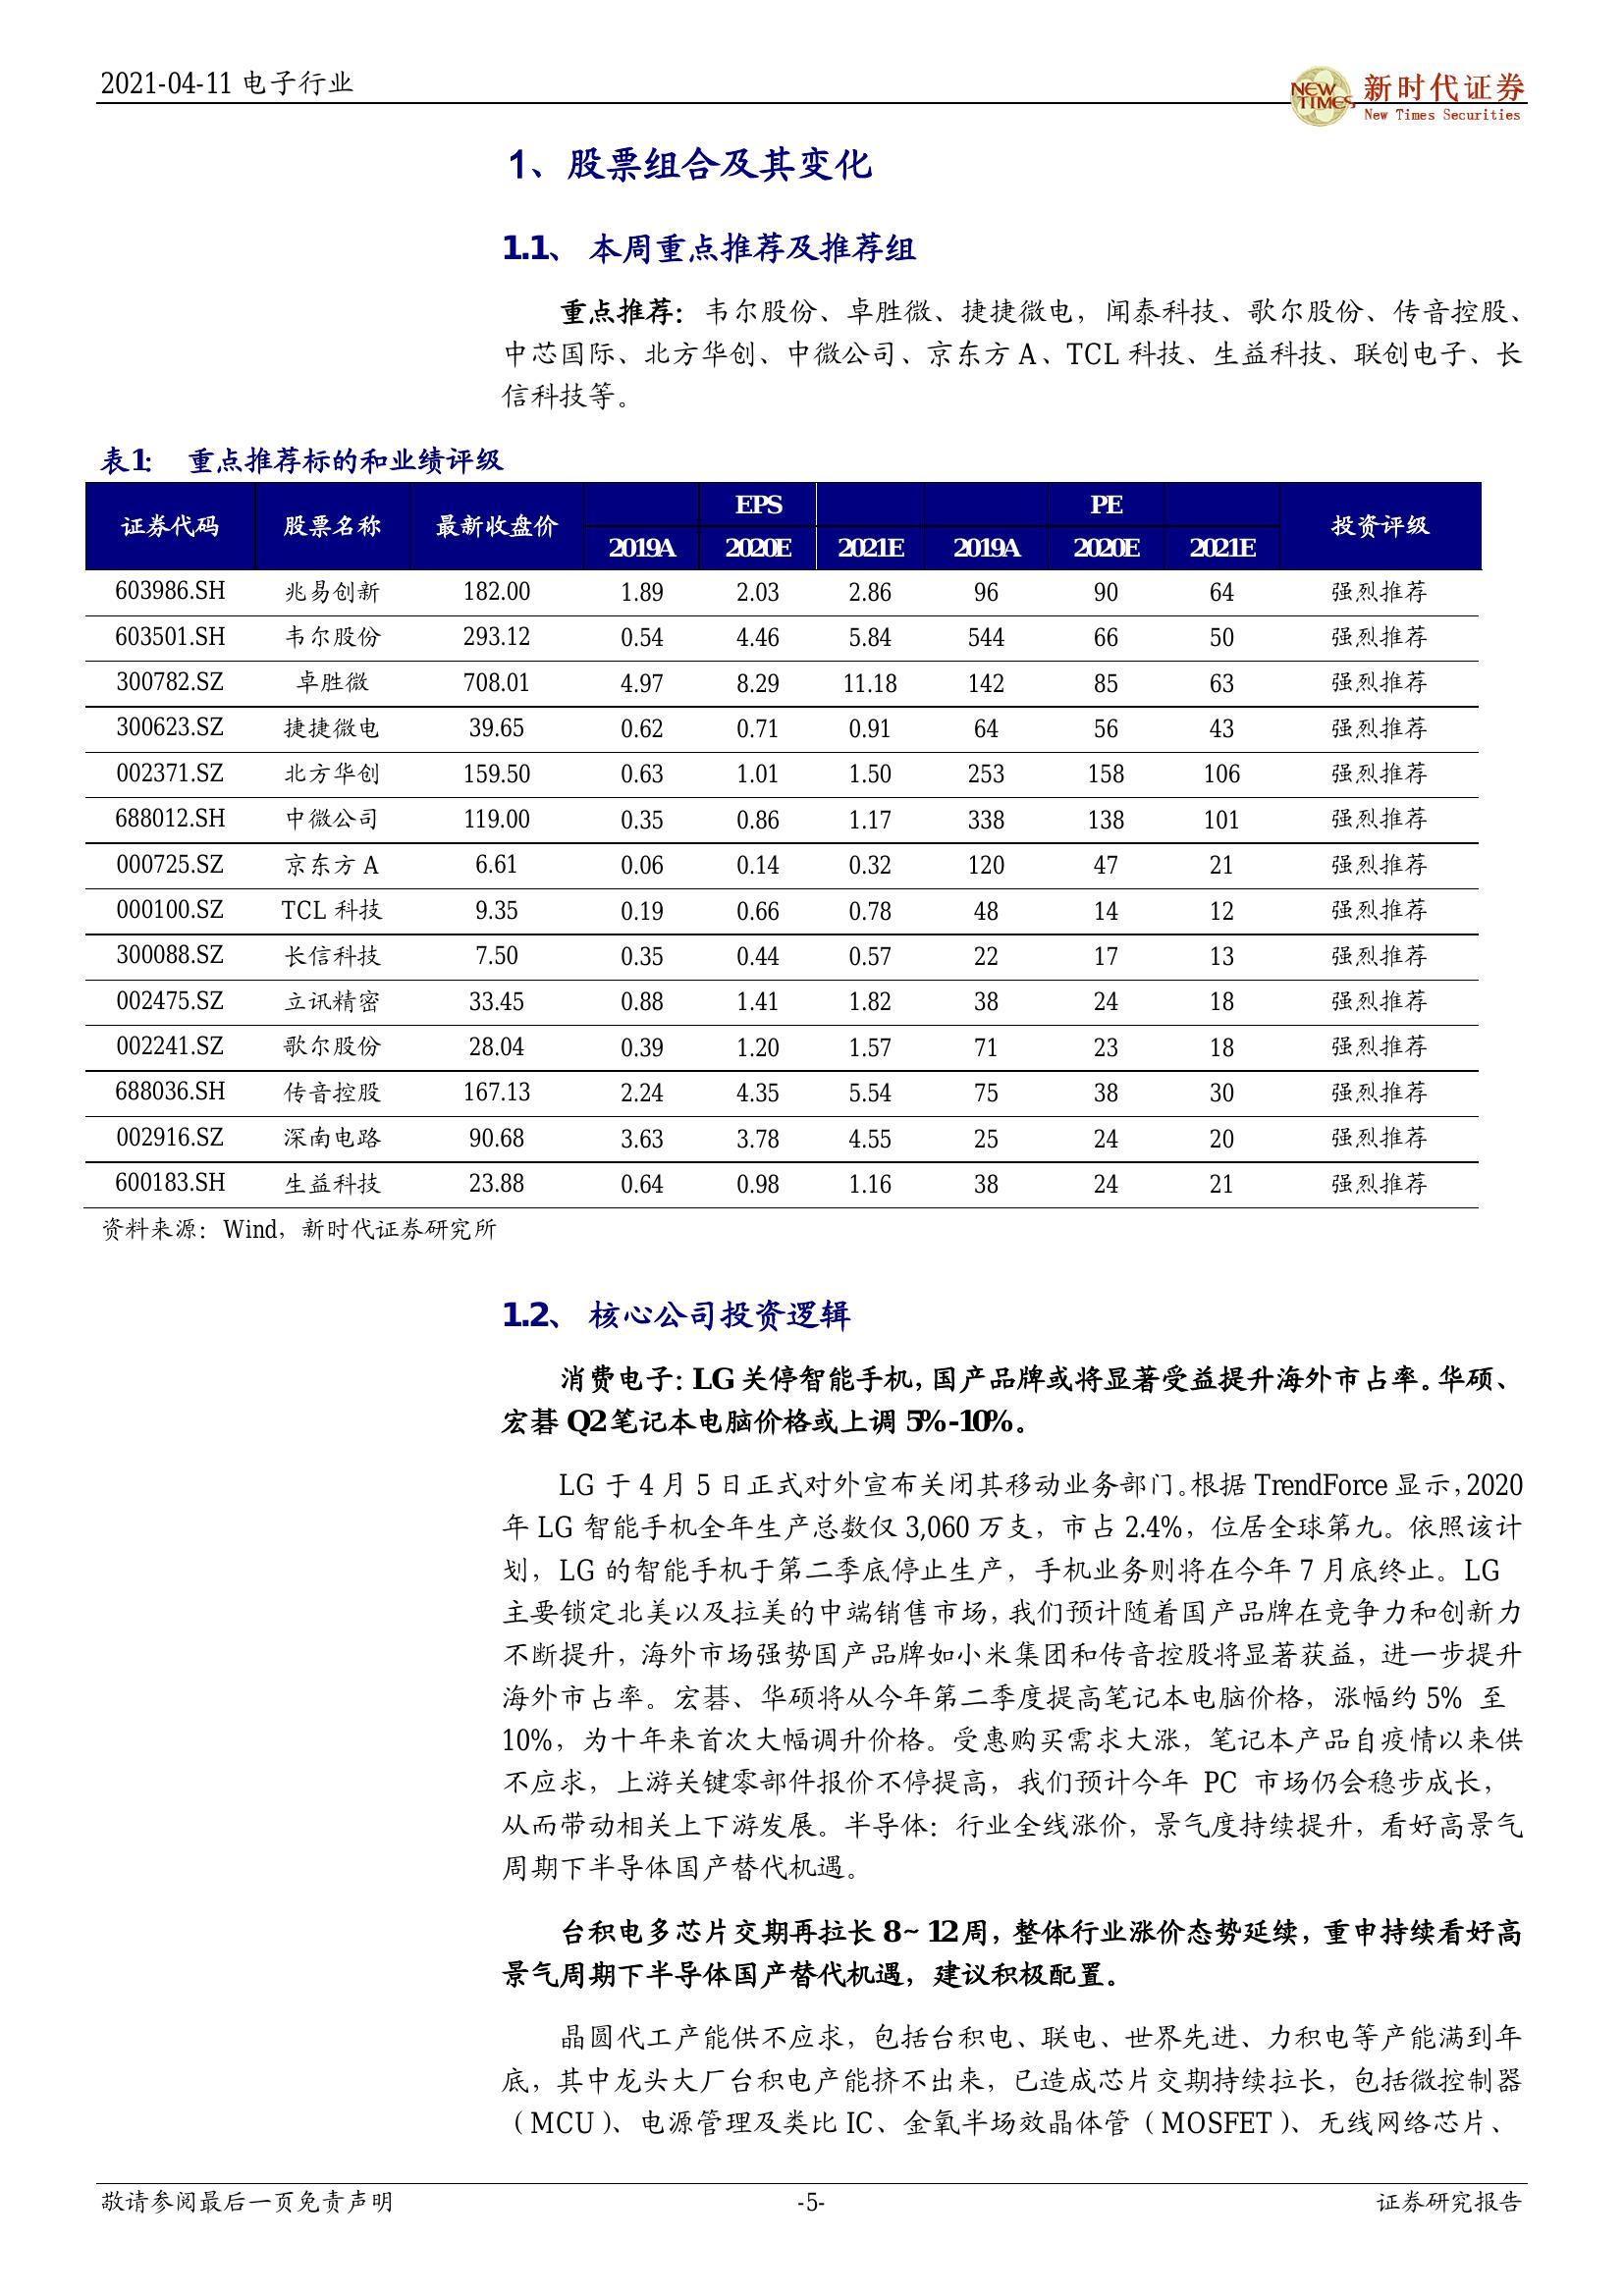 2021-04-11 电子行业
NEW TIMES 新时代证券
New Times Securities
1、股票组合及其变化
1.1、 本周重点推荐及推荐组
重点推荐：韦尔股份、卓胜微、捷捷微电，闻泰科技、歌尔股份、传音控股、
中芯国际、北方华创、中微公司、京东方 A、TCL 科技、生益科技、联创电子、长
信科技等。
表1： 重点推荐标的和业绩评级
证券代码 股票名称 最新收盘价 EPS PE 投资评级
2019A 2020E 2021E 2019A 2020E 2021E
603986.SH 兆易创新 182.00 1.89 2.03 2.86 96 90 64 强烈推荐
603501.SH 韦尔股份 293.12 0.54 4.46 5.84 544 66 50 强烈推荐
300782.SZ 卓胜微 708.01 4.97 8.29 11.18 142 85 63 强烈推荐
300623.SZ 捷捷微电 39.65 0.62 0.71 0.91 64 56 43 强烈推荐
002371.SZ 北方华创 159.50 0.63 1.01 1.50 253 158 106 强烈推荐
688012.SH 中微公司 119.00 0.35 0.86 1.17 338 138 101 强烈推荐
000725.SZ 京东方 A 6.61 0.06 0.14 0.32 120 47 21 强烈推荐
000100.SZ TCL 科技 9.35 0.19 0.66 0.78 48 14 12 强烈推荐
300088.SZ 长信科技 7.50 0.35 0.44 0.57 22 17 13 强烈推荐
002475.SZ 立讯精密 33.45 0.88 1.41 1.82 38 24 18 强烈推荐
002241.SZ 歌尔股份 28.04 0.39 1.20 1.57 71 23 18 强烈推荐
688036.SH 传音控股 167.13 2.24 4.35 5.54 75 38 30 强烈推荐
002916.SZ 深南电路 90.68 3.63 3.78 4.55 25 24 20 强烈推荐
600183.SH 生益科技 23.88 0.64 0.98 1.16 38 24 21 强烈推荐
资料来源：Wind，新时代证券研究所
1.2、 核心公司投资逻辑
消费电子：LG 关停智能手机，国产品牌或将显著受益提升海外市占率。华硕、
宏碁 Q2 笔记本电脑价格或上调 5%-10%。
LG 于 4 月 5 日正式对外宣布关闭其移动业务部门。根据 TrendForce 显示，2020
年 LG 智能手机全年生产总数仅 3,060 万支，市占 2.4%，位居全球第九。依照该计
划，LG 的智能手机于第二季底停止生产，手机业务则将在今年 7 月底终止。LG
主要锁定北美以及拉美的中端销售市场，我们预计随着国产品牌在竞争力和创新力
不断提升，海外市场强势国产品牌如小米集团和传音控股将显著获益，进一步提升
海外市占率。宏碁、华硕将从今年第二季度提高笔记本电脑价格，涨幅约 5% 至
10%，为十年来首次大幅调升价格。受惠购买需求大涨，笔记本产品自疫情以来供
不应求，上游关键零部件报价不停提高，我们预计今年 PC 市场仍会稳步成长，
从而带动相关上下游发展。半导体：行业全线涨价，景气度持续提升，看好高景气
周期下半导体国产替代机遇。
台积电多芯片交期再拉长 8~12 周，整体行业涨价态势延续，重申持续看好高
景气周期下半导体国产替代机遇，建议积极配置。
晶圆代工产能供不应求，包括台积电、联电、世界先进、力积电等产能满到年
底，其中龙头大厂台积电产能挤不出来，已造成芯片交期持续拉长，包括微控制器
（MCU）、电源管理及类比 IC、金氧半场效晶体管（MOSFET）、无线网络芯片、
敬请参阅最后一页免责声明 -5- 证券研究报告